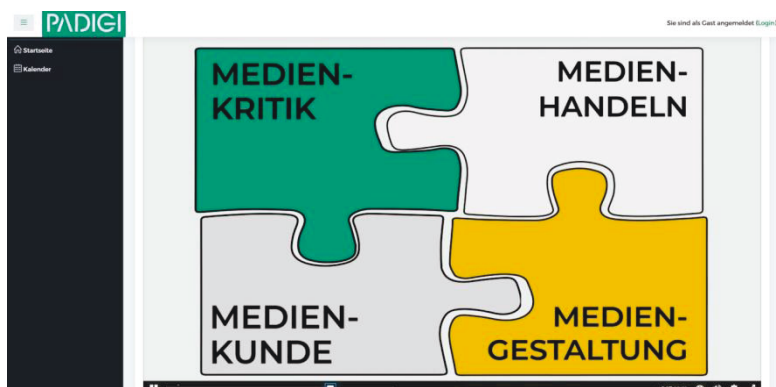 PADIGI
Sie sind als Gast angemeldet (Login)
Startseite
Kalender
MEDIEN-
KRITIK
MEDIEN-
HANDELN
MEDIEN-
KUNDE
MEDIEN-
GESTALTUNG